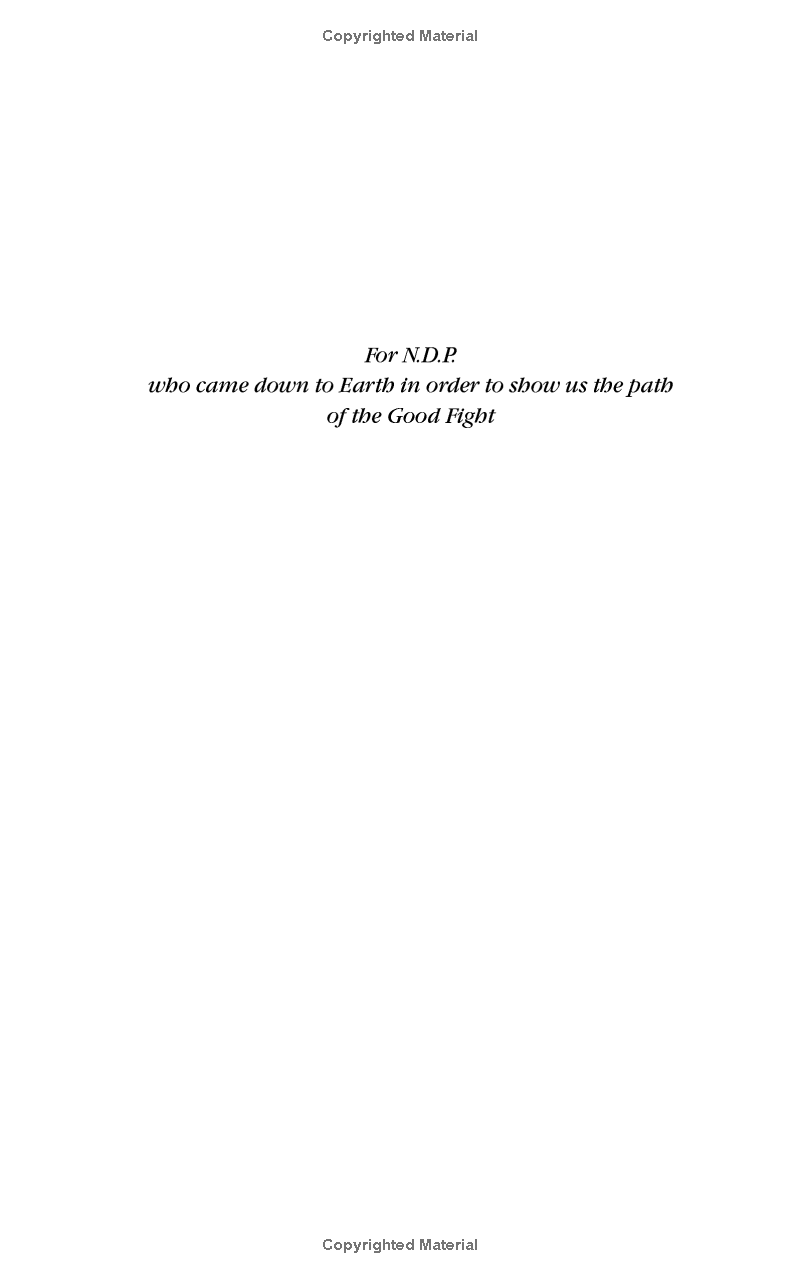 Copyrighted Material
For N.D.P.
who came down to Earth in order to show us the path
of the Good Fight
Copyrighted Material